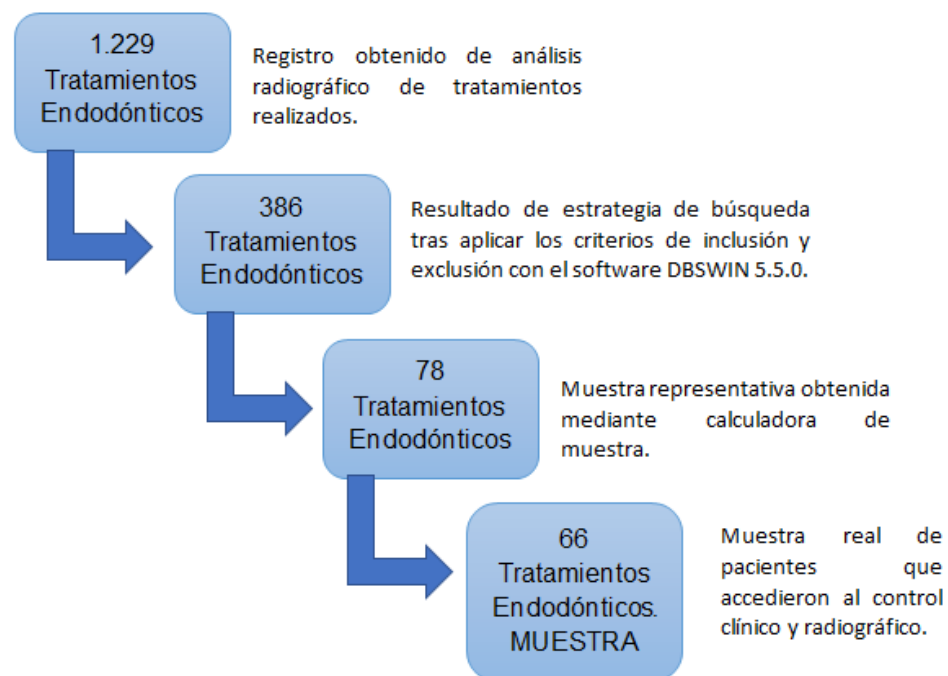 1.229
Tratamientos
Endodónticos
Registro obtenido de análisis
radiográfico de tratamientos
realizados.
386
Tratamientos
Endodónticos
Resultado de estrategia de búsqueda
tras aplicar los criterios de inclusión y
exclusión con el software DBSWIN 5.5.0.
78
Tratamientos
Endodónticos
Muestra representativa obtenida
mediante calculadora de
muestra.
66
Tratamientos
Endodónticos.
MUESTRA
Muestra real de
pacientes que
accedieron al control
clínico y radiográfico.